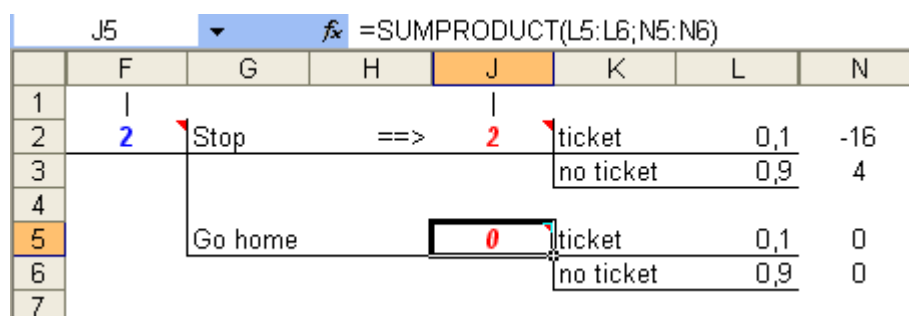 J5 fx =SUMPRODUCT(L5:L6;N5:N6)
F G H J K L N
1
2 2 Stop ==> 2 ticket 0,1 -16
3 no ticket 0,9 4
4
5 Go home 0 ticket 0,1 0
6 no ticket 0,9 0
7